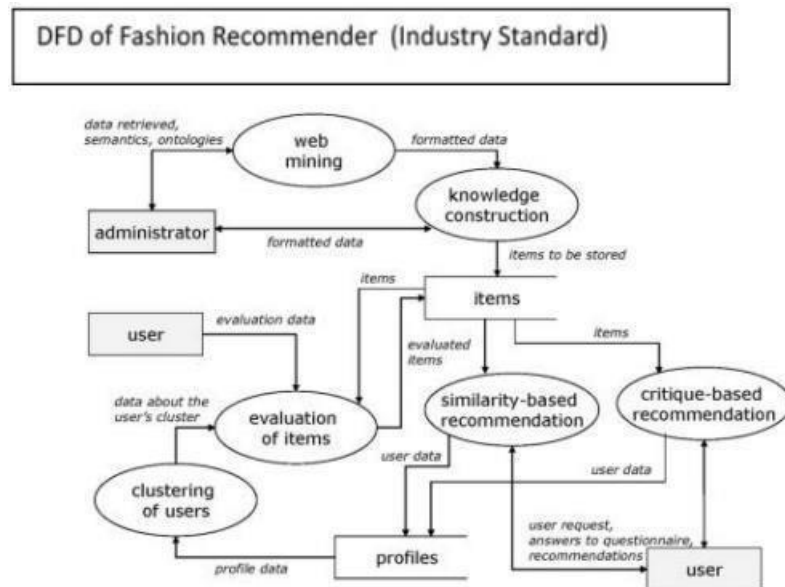 DFD of Fashion Recommender (Industry Standard)
data retrieved,
semantics, ontologies
web
mining
formatted data
knowledge
construction
administrator
formatted data
items to be stored
items
items
user
evaluation data
evaluated
items
items
data about the
user's cluster
evaluation
of items
similarity-based
recommendation
critique-based
recommendation
user data
user data
clustering
of users
user request,
answers to questionnaire,
recommendations
profile data
profiles
user